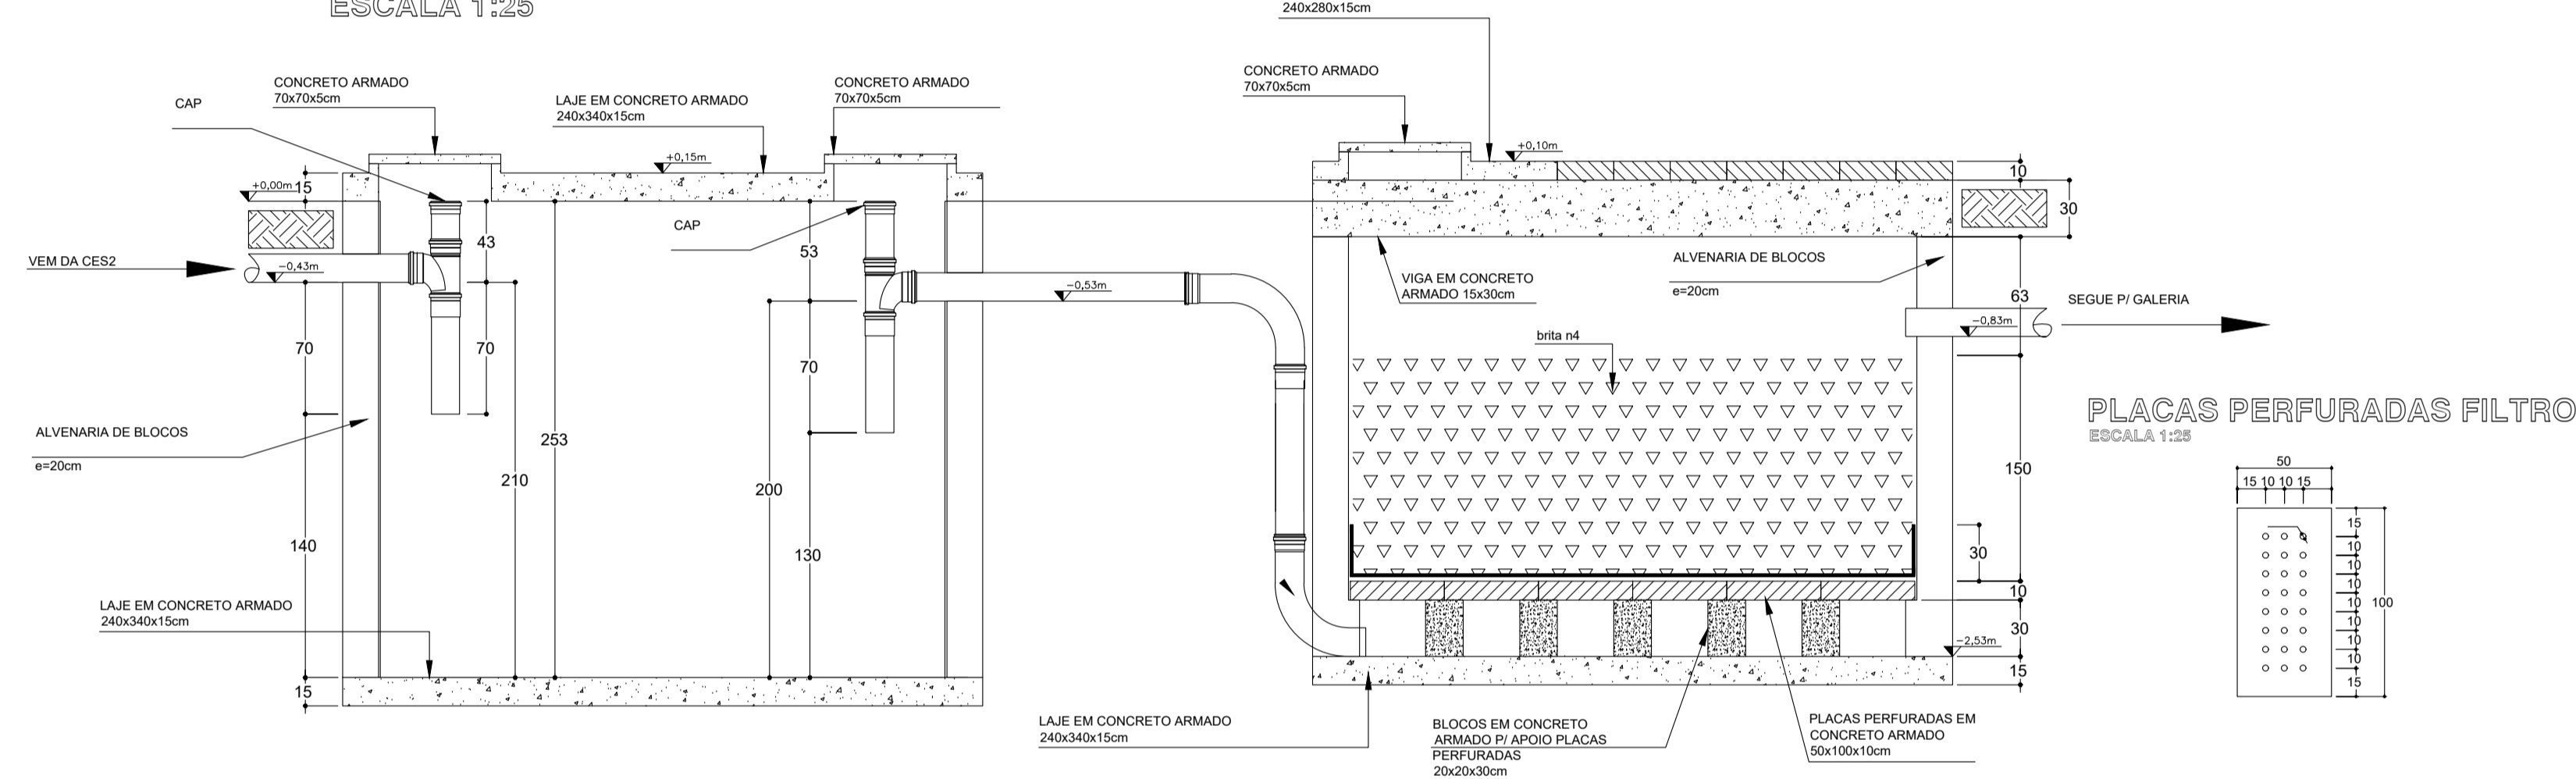 ESCALA 1:25
240x280x15cm
CONCRETO ARMADO
70x70x5cm
CAP
LAJE EM CONCRETO ARMADO
240x340x15cm
CONCRETO ARMADO
70x70x5cm
CONCRETO ARMADO
70x70x5cm
+0,00m
15
+0,15m
+0,10m
10
30
43
CAP
53
VEM DA CES2
-0,43m
-0,53m
VIGA EM CONCRETO
ARMADO 15x30cm
ALVENARIA DE BLOCOS
e=20cm
63
SEGUE P/ GALERIA
-0,83m
brita n4
70
70
70
ALVENARIA DE BLOCOS
e=20cm
253
210
200
140
130
150
30
10
30
-2,53m
15
LAJE EM CONCRETO ARMADO
240x340x15cm
15
LAJE EM CONCRETO ARMADO
240x340x15cm
BLOCOS EM CONCRETO
ARMADO P/ APOIO PLACAS
PERFURADAS
20x20x30cm
PLACAS PERFURADAS EM
CONCRETO ARMADO
50x100x10cm
PLACAS PERFURADAS FILTRO
ESCALA 1:25
50
15 10 10 15
15
10
10
10
10
10
10
10
15
100